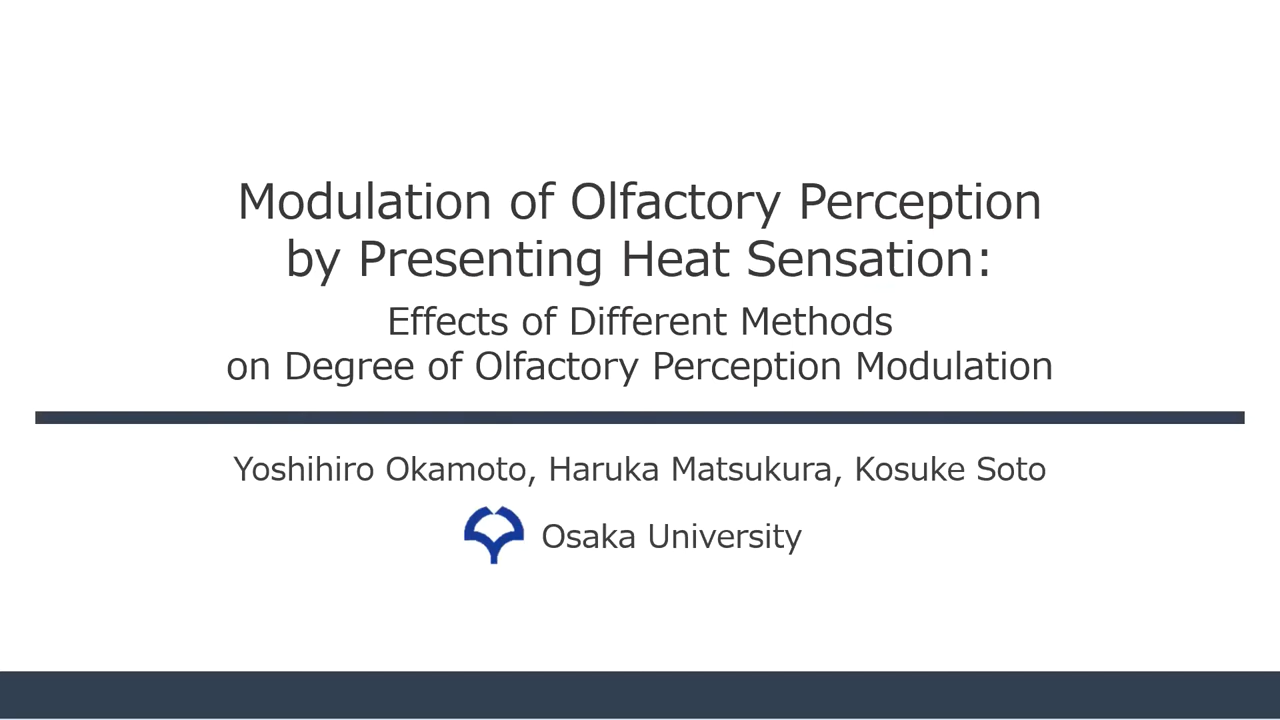 Modulation of Olfactory Perception
by Presenting Heat Sensation:
Effects of Different Methods
on Degree of Olfactory Perception Modulation
Yoshihiro Okamoto, Haruka Matsukura, Kosuke Soto
Osaka University